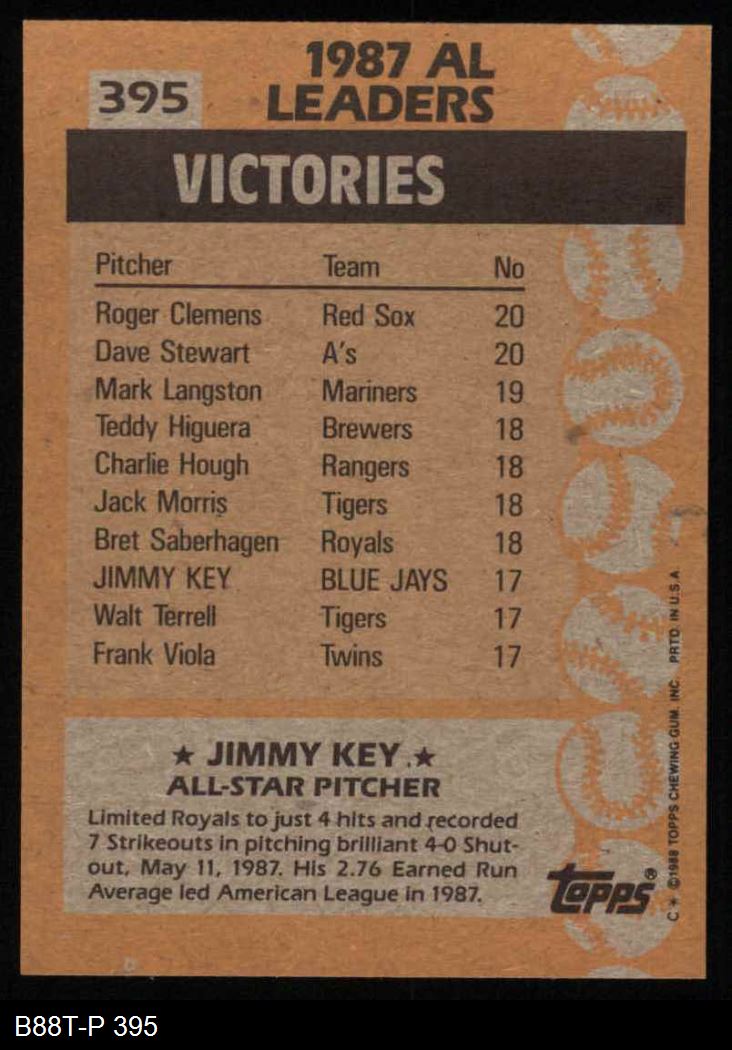 395
1987 AL
LEADERS
VICTORIES
Pitcher Team No
Roger Clemens Red Sox 20
Dave Stewart A's 20
Mark Langston Mariners 19
Teddy Higuera Brewers 18
Charlie Hough Rangers 18
Jack Morris Tigers 18
Bret Saberhagen Royals 18
JIMMY KEY BLUE JAYS 17
Walt Terrell Tigers 17
Frank Viola Twins 17
★ JIMMY KEY ★
ALL-STAR PITCHER
Limited Royals to just 4 hits and recorded
7 Strikeouts in pitching brilliant 4-0 Shut-
out, May 11, 1987. His 2.76 Earned Run
Average led American League in 1987.
topps®
C * ©1988 TOPPS CHEWING GUM, INC. PRTD. IN U.S.A.
B88T-P 395